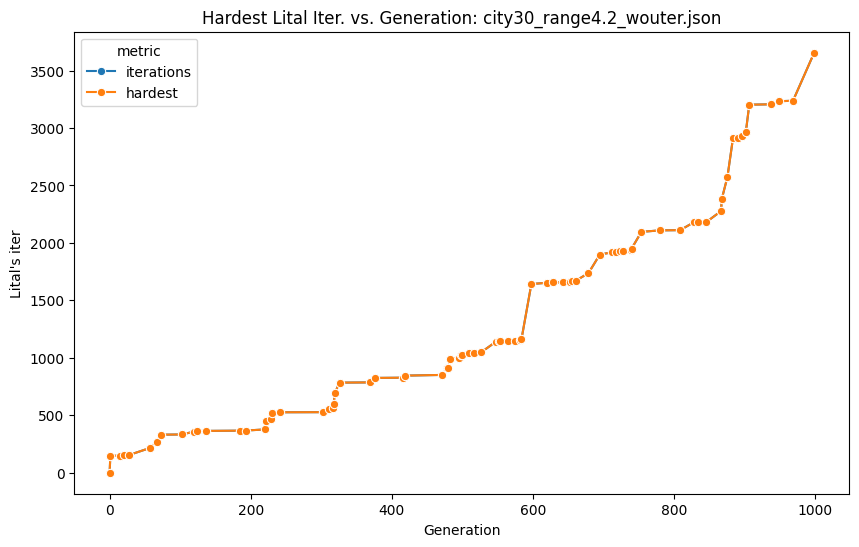 Hardest Lital Iter. vs. Generation: city30_range4.2_wouter.json
metric
iterations
hardest
3500
3000
2500
2000
1500
1000
500
0
Lital's iter
0 200 400 600 800 1000
Generation